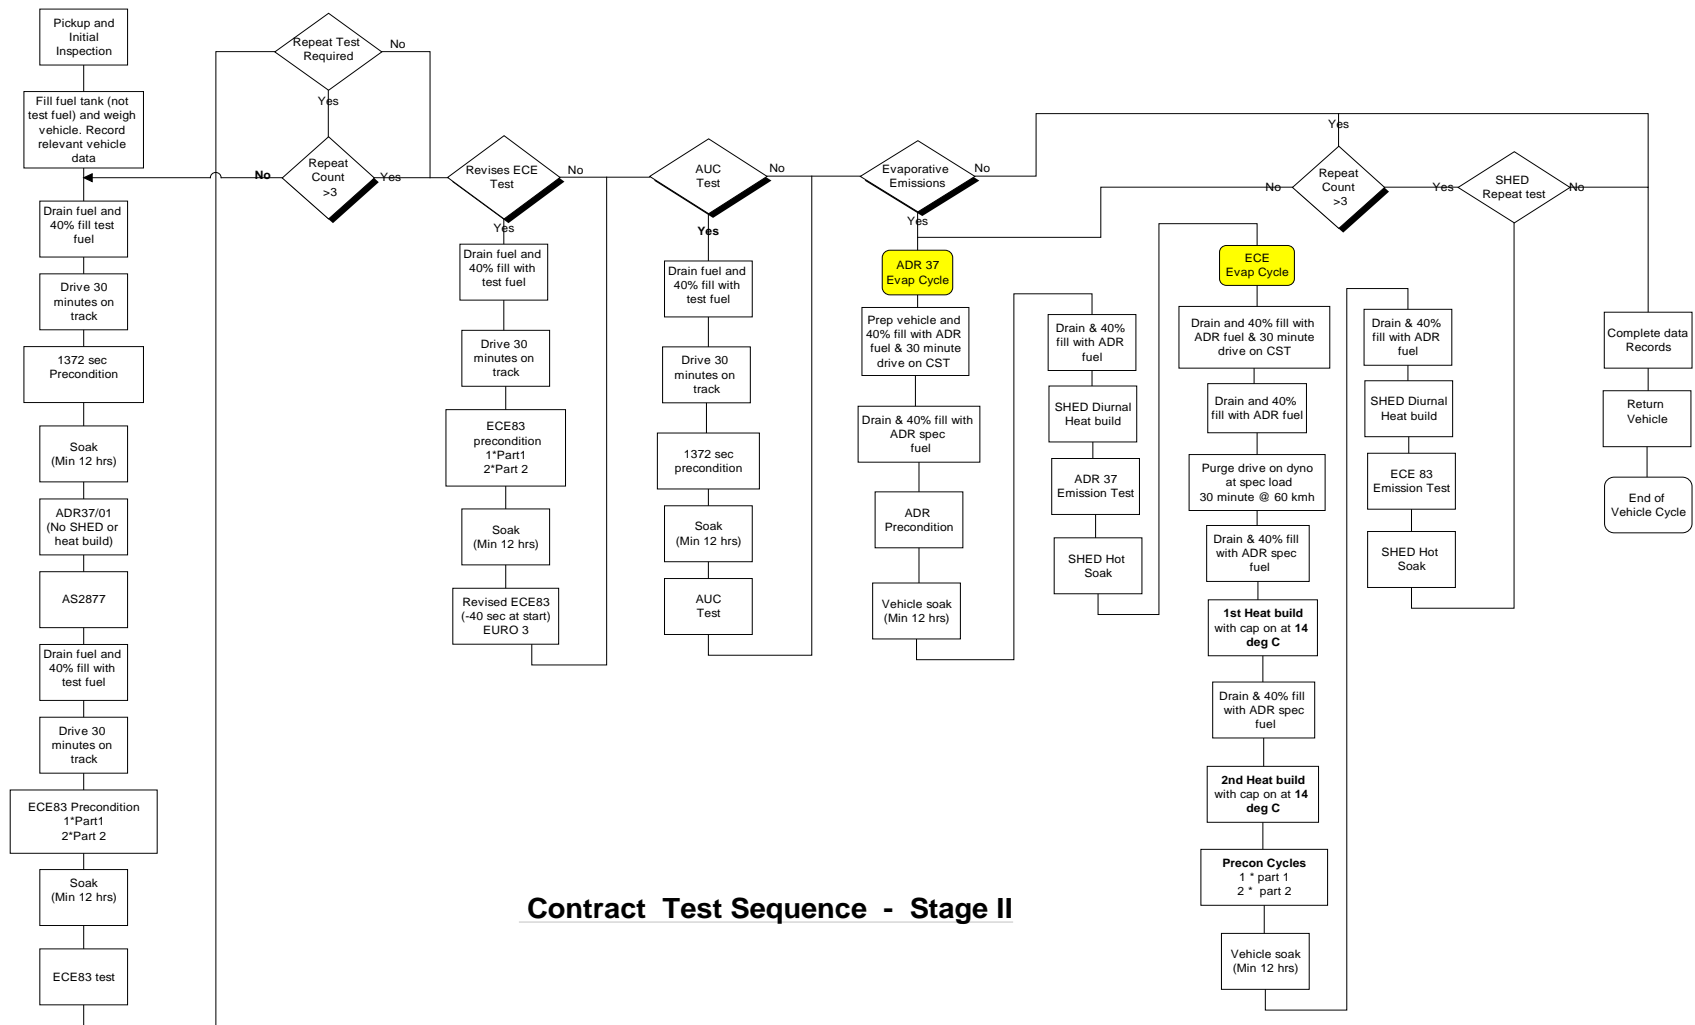 Pickup and
Initial
Inspection
Fill fuel tank (not
test fuel) and weigh
vehicle. Record
relevant vehicle
data
Drain fuel and
40% fill test
fuel
Drive 30
minutes on
track
1372 sec
Precondition
Soak
(Min 12 hrs)
ADR37/01
(No SHED or
heat build)
AS2877
Drain fuel and
40% fill with
test fuel
Drive 30
minutes on
track
ECE83 Precondition
1*Part1
2*Part 2
Soak
(Min 12 hrs)
ECE83 test
Repeat Test
Required
No
Yes
Repeat
Count
>3
No
Yes
Revises ECE
Test
No
Yes
Drain fuel and
40% fill with
test fuel
Drive 30
minutes on
track
ECE83
precondition
1*Part1
2*Part 2
Soak
(Min 12 hrs)
Revised ECE83
(-40 sec at start)
EURO 3
AUC
Test
No
Yes
Drain fuel and
40% fill with
test fuel
Drive 30
minutes on
track
1372 sec
precondition
Soak
(Min 12 hrs)
AUC
Test
Evaporative
Emissions
No
Yes
ADR 37
Evap Cycle
Prep vehicle and
40% fill with ADR
fuel & 30 minute
drive on CST
Drain & 40% fill with
ADR spec
fuel
ADR
Precondition
Vehicle soak
(Min 12 hrs)
Drain & 40%
fill with ADR
fuel
SHED Diurnal
Heat build
ADR 37
Emission Test
SHED Hot
Soak
ECE
Evap Cycle
Drain and 40% fill with
ADR fuel & 30 minute
drive on CST
Drain and 40%
fill with ADR fuel
Purge drive on dyno
at spec load
30 minute @ 60 kmh
Drain & 40% fill
with ADR spec
fuel
1st Heat build
with cap on at 14
deg C
Drain & 40% fill
with ADR spec
fuel
2nd Heat build
with cap on at 14
deg C
Precon Cycles
1 * part 1
2 * part 2
Vehicle soak
(Min 12 hrs)
Drain & 40%
fill with ADR
fuel
SHED Diurnal
Heat build
ECE 83
Emission Test
SHED Hot
Soak
Yes
Repeat
Count
>3
No
Yes
SHED
Repeat test
No
Complete data
Records
Return
Vehicle
End of
Vehicle Cycle
Contract Test Sequence - Stage II